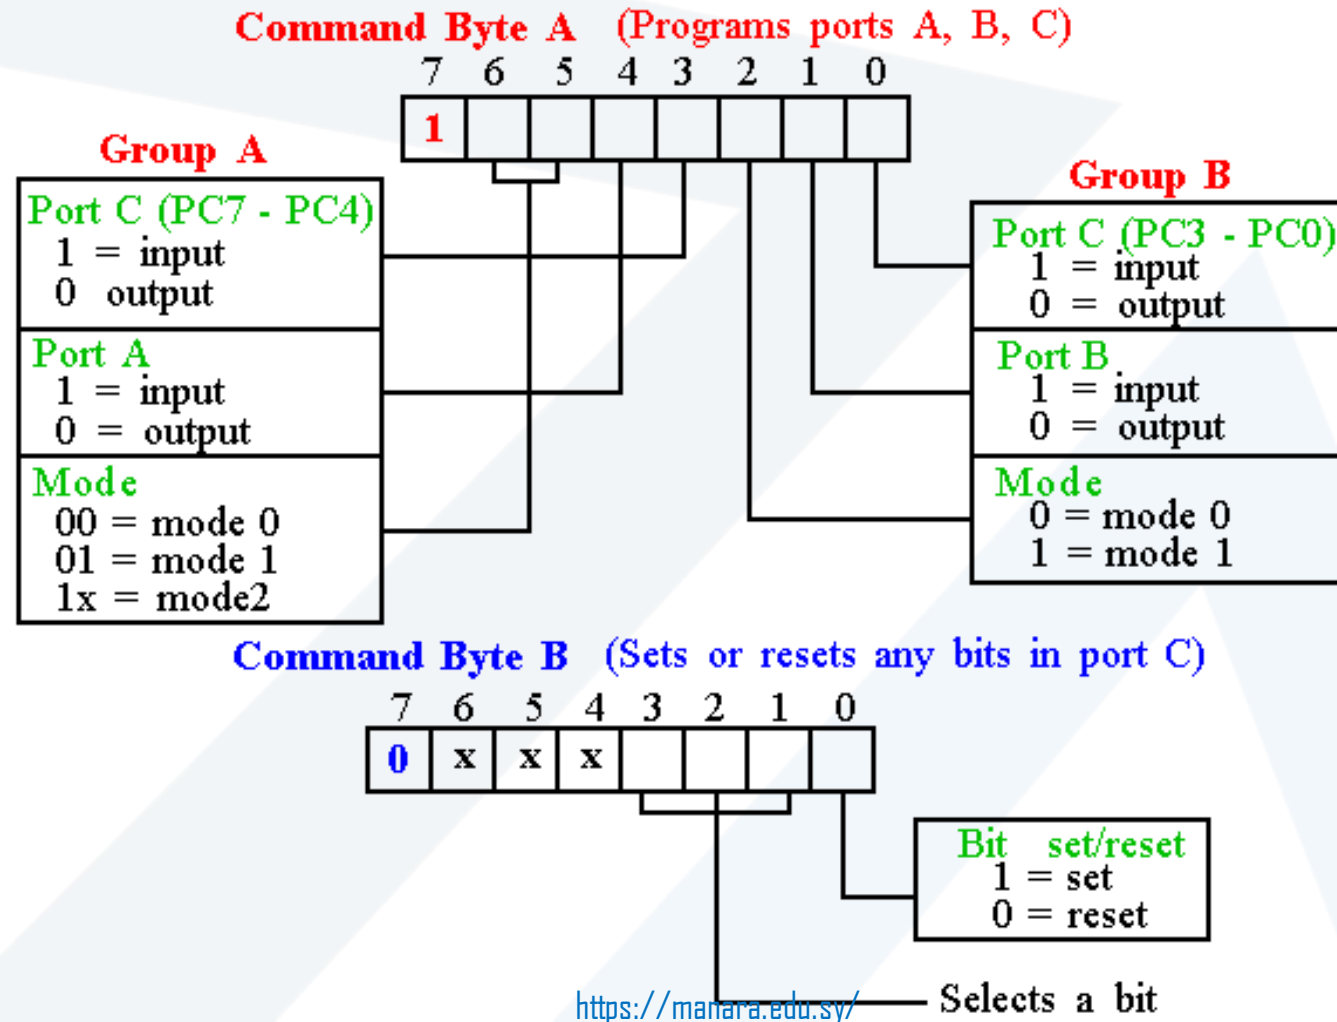 Command Byte A (Programs ports A, B, C)
7 6 5 4 3 2 1 0
1
Group A
Port C (PC7 - PC4)
1 = input
0 output
Port A
1 = input
0 = output
Mode
00 = mode 0
01 = mode 1
1x = mode2
Group B
Port C (PC3 - PC0)
1 = input
0 = output
Port B
1 = input
0 = output
Mode
0 = mode 0
1 = mode 1
Command Byte B (Sets or resets any bits in port C)
7 6 5 4 3 2 1 0
0 x x x
Bit set/reset
1 = set
0 = reset
Selects a bit
https://manara.edu.sy/